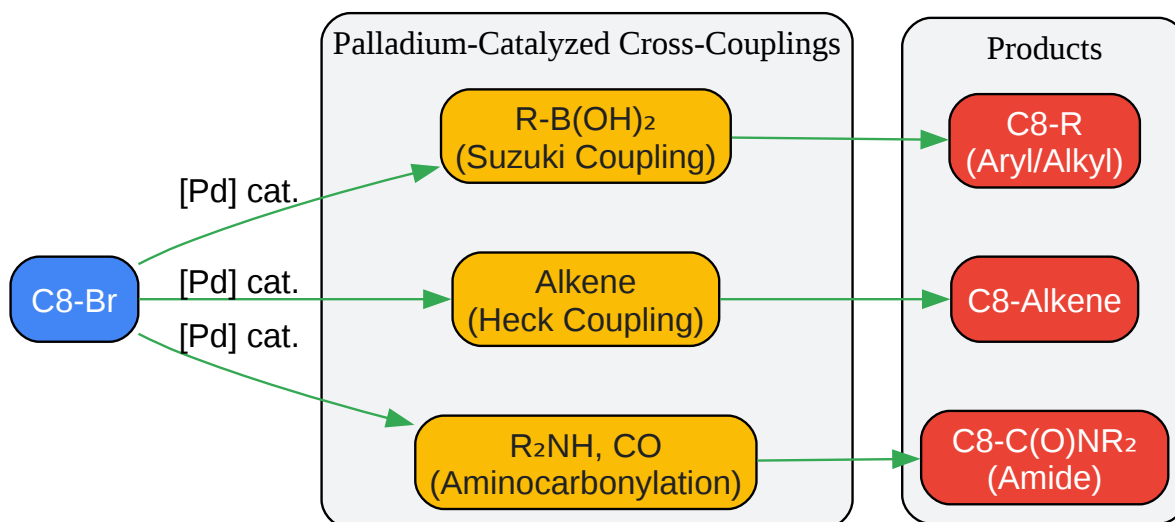 Palladium-Catalyzed Cross-Couplings
Products
C8-Br
[Pd] cat.
R-B(OH)₂
(Suzuki Coupling)
C8-R
(Aryl/Alkyl)
[Pd] cat.
Alkene
(Heck Coupling)
C8-Alkene
[Pd] cat.
R₂NH, CO
(Aminocarbonylation)
C8-C(O)NR₂
(Amide)